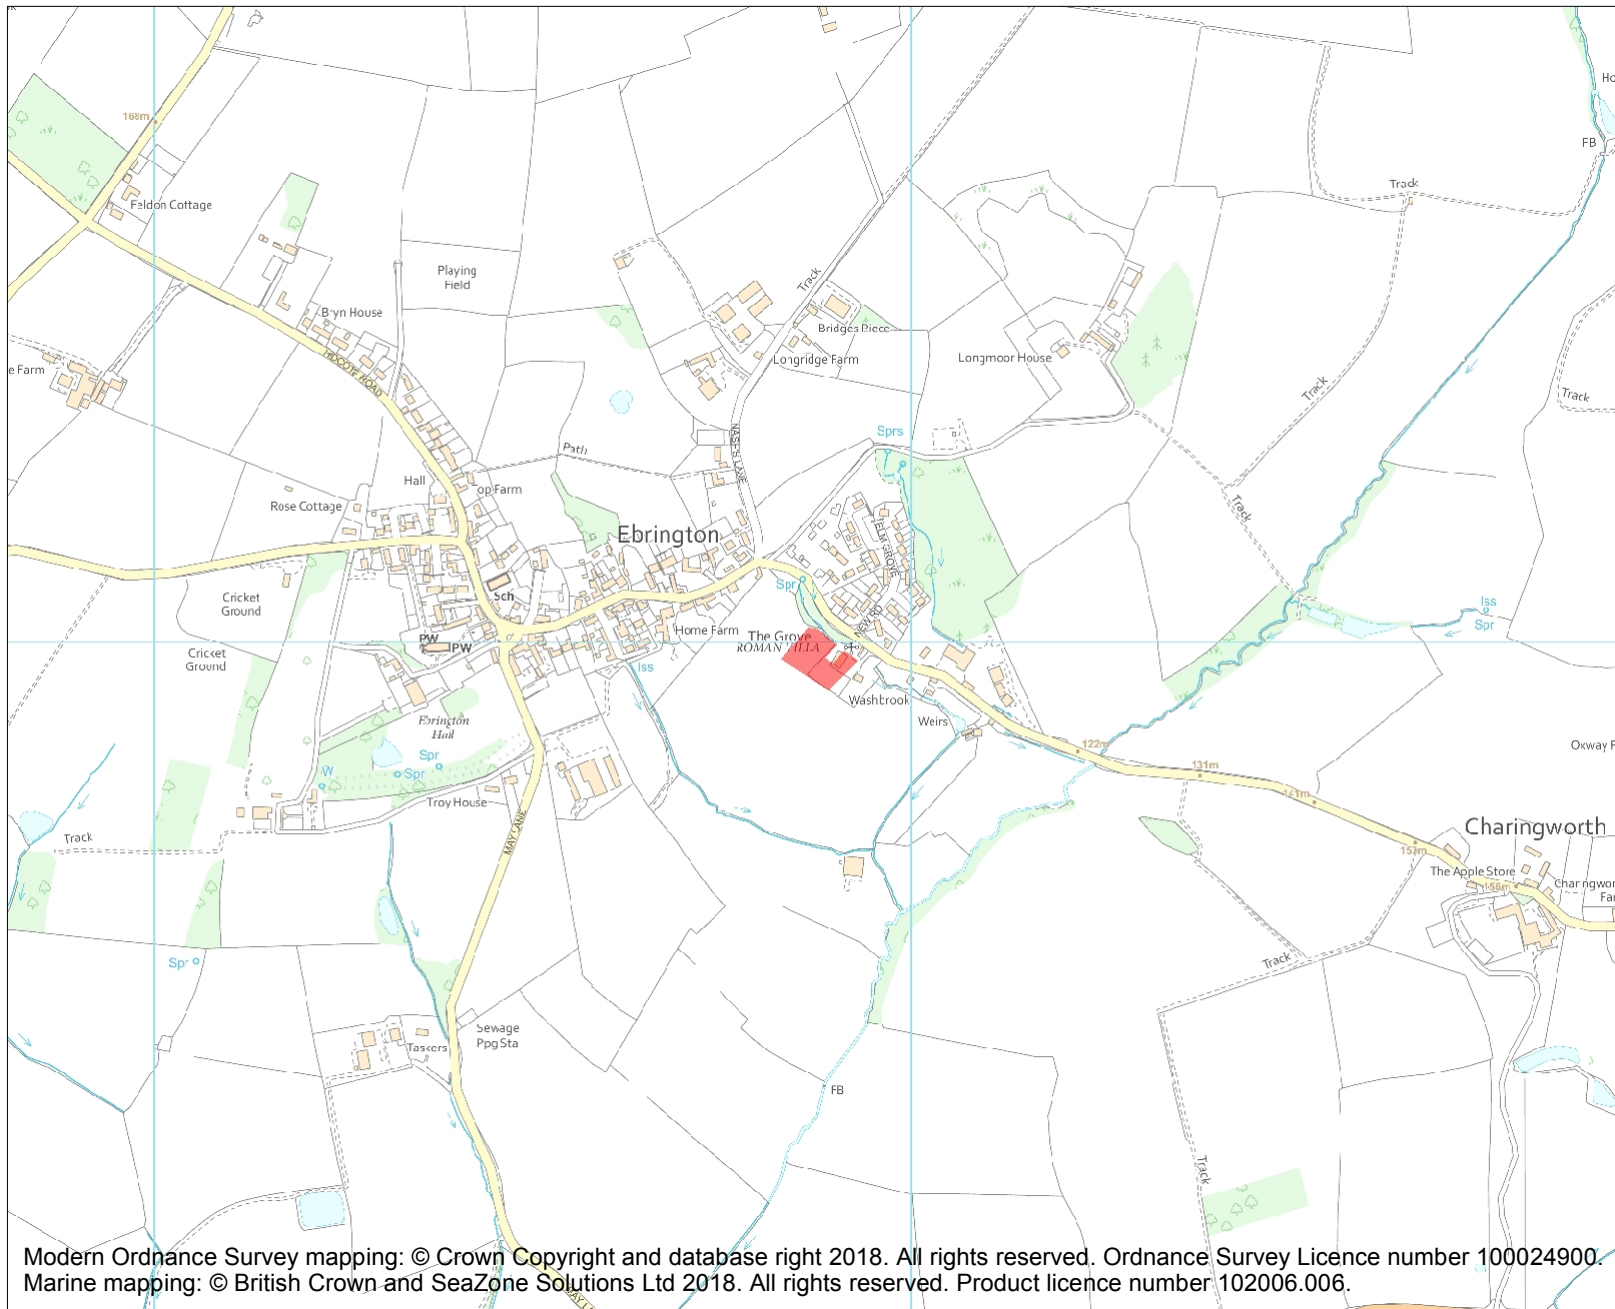 Ho
FB
168m
Feldon Cottage
Track
Playing
Field
Track
Bryn House
Bridges Piece
Longridge Farm
Longmoor House
HIDCOTE ROAD
e Farm
Track
Track
NASH'S LANE
Sprs
Path
Hall
Top Farm
Rose Cottage
Track
Ebrington
ELM GROVE
Cricket
Ground
Sch
Spr
Iss
Spr
NEW RD
Home Farm
The Grove
ROMAN VILLA
PW
PW
Cricket
Ground
Iss
Washbrook
Weirs
Ebrington
Hall
122m
Oxway F
131m
Spr
Spr
W
141m
Troy House
MAY LANE
Track
Charingworth
153m
The Apple Store
156m
Charingwor
Far
Spr
Track
Sewage
Ppg Sta
Taskers
FB
Track
Modern Ordnance Survey mapping: © Crown Copyright and database right 2018. All rights reserved. Ordnance Survey Licence number 100024900.
Marine mapping: © British Crown and SeaZone Solutions Ltd 2018. All rights reserved. Product licence number 102006.006.